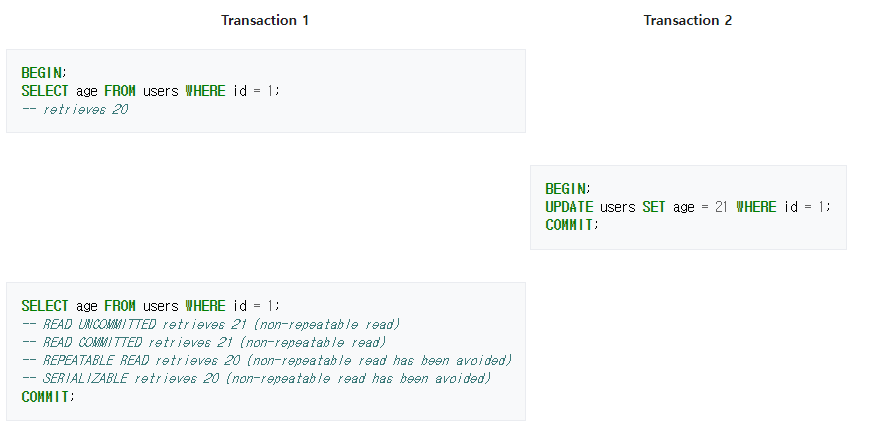 Transaction 1
Transaction 2
BEGIN;
SELECT age FROM users WHERE id = 1;
-- retrieves 20
BEGIN;
UPDATE users SET age = 21 WHERE id = 1;
COMMIT;
SELECT age FROM users WHERE id = 1;
-- READ UNCOMMITTED retrieves 21 (non-repeatable read)
-- READ COMMITTED retrieves 21 (non-repeatable read)
-- REPEATABLE READ retrieves 20 (non-repeatable read has been avoided)
-- SERIALIZABLE retrieves 20 (non-repeatable read has been avoided)
COMMIT;